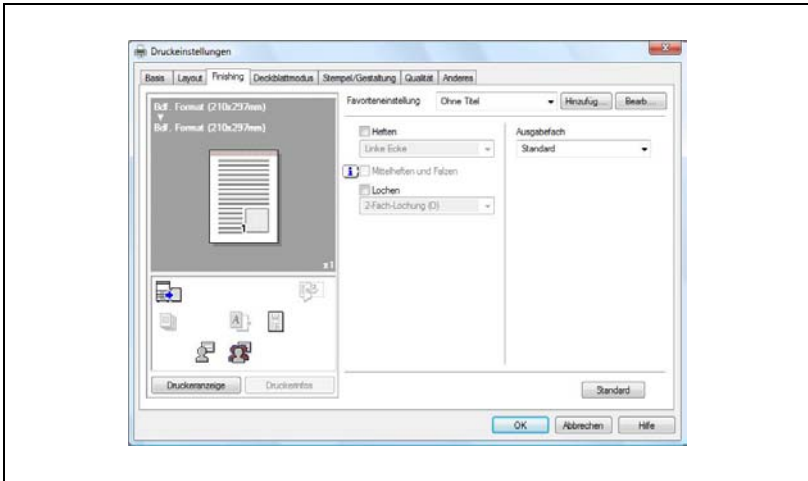 Druckeinstellungen
Basis Layout Finishing Deckblattmodus Stempel/Gestaltung Qualität Anderes
Favoriteneinstellung Ohne Titel Hinzufüg... Bearb...
Bdf. Format (210x297mm)
Bdf. Format (210x297mm)
x1
Heften
Linke Ecke
Mittelheften und Falzen
Lochen
2-Fach-Lochung (O)
Ausgabefach
Standard
Druckeranzeige Druckerinfos
Standard
OK Abbrechen Hilfe